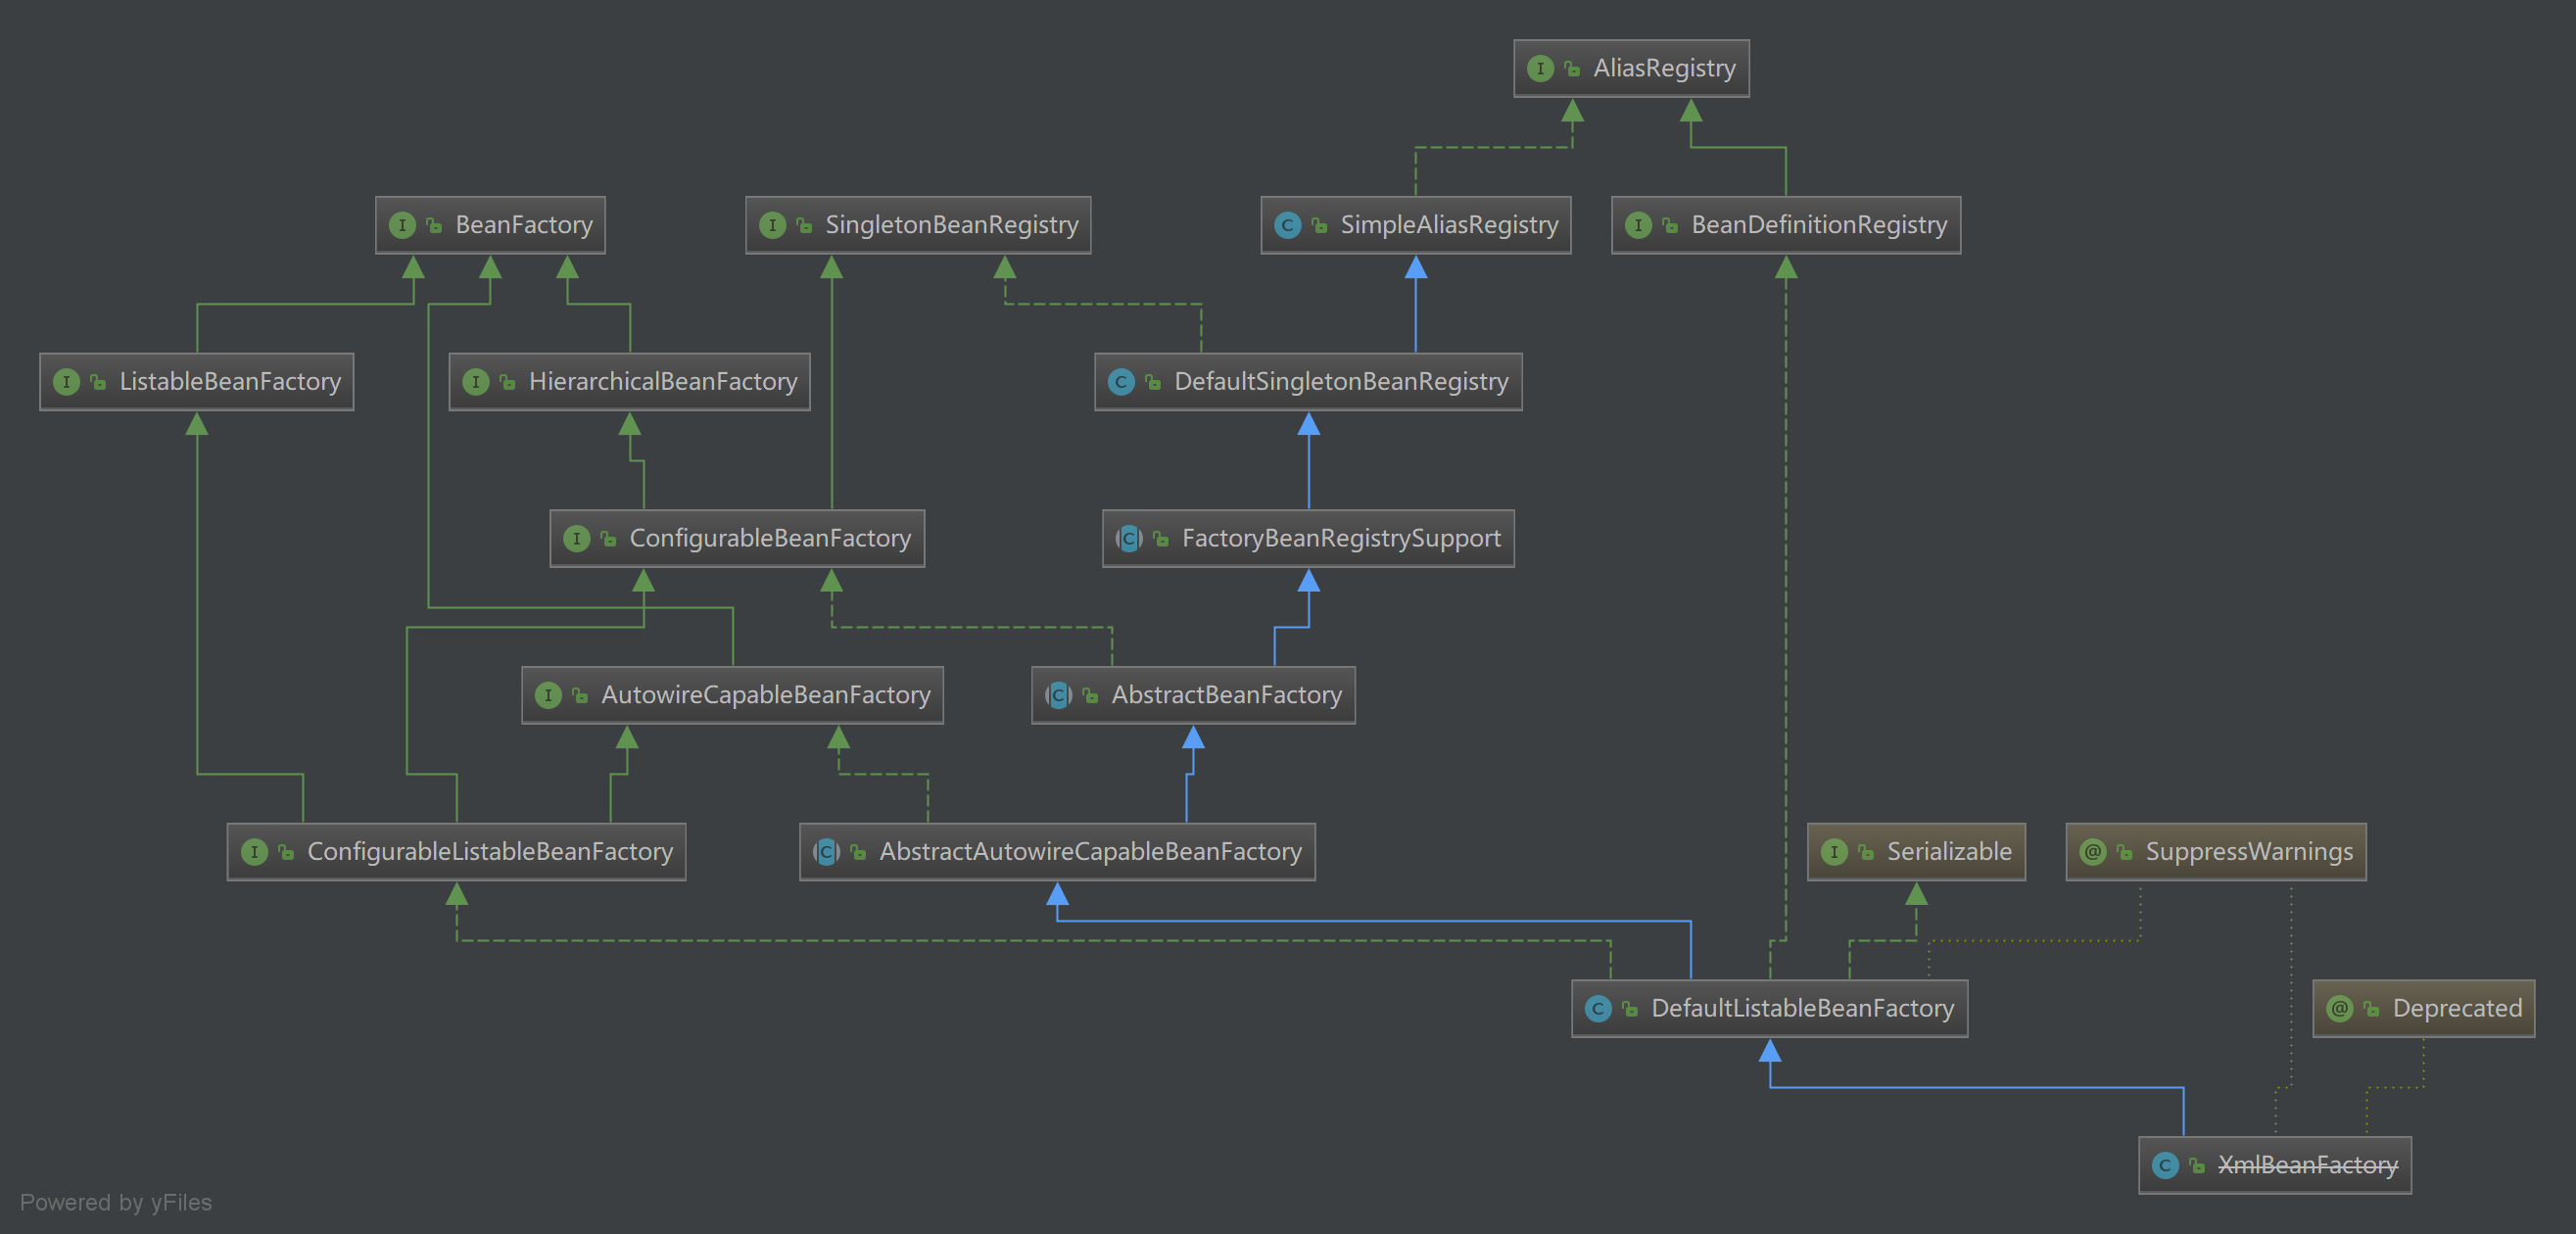 AliasRegistry
BeanFactory
SingletonBeanRegistry
SimpleAliasRegistry
BeanDefinitionRegistry
ListableBeanFactory
HierarchicalBeanFactory
DefaultSingletonBeanRegistry
ConfigurableBeanFactory
FactoryBeanRegistrySupport
AutowireCapableBeanFactory
AbstractBeanFactory
ConfigurableListableBeanFactory
AbstractAutowireCapableBeanFactory
Serializable
SuppressWarnings
DefaultListableBeanFactory
Deprecated
XmlBeanFactory
Powered by yFiles